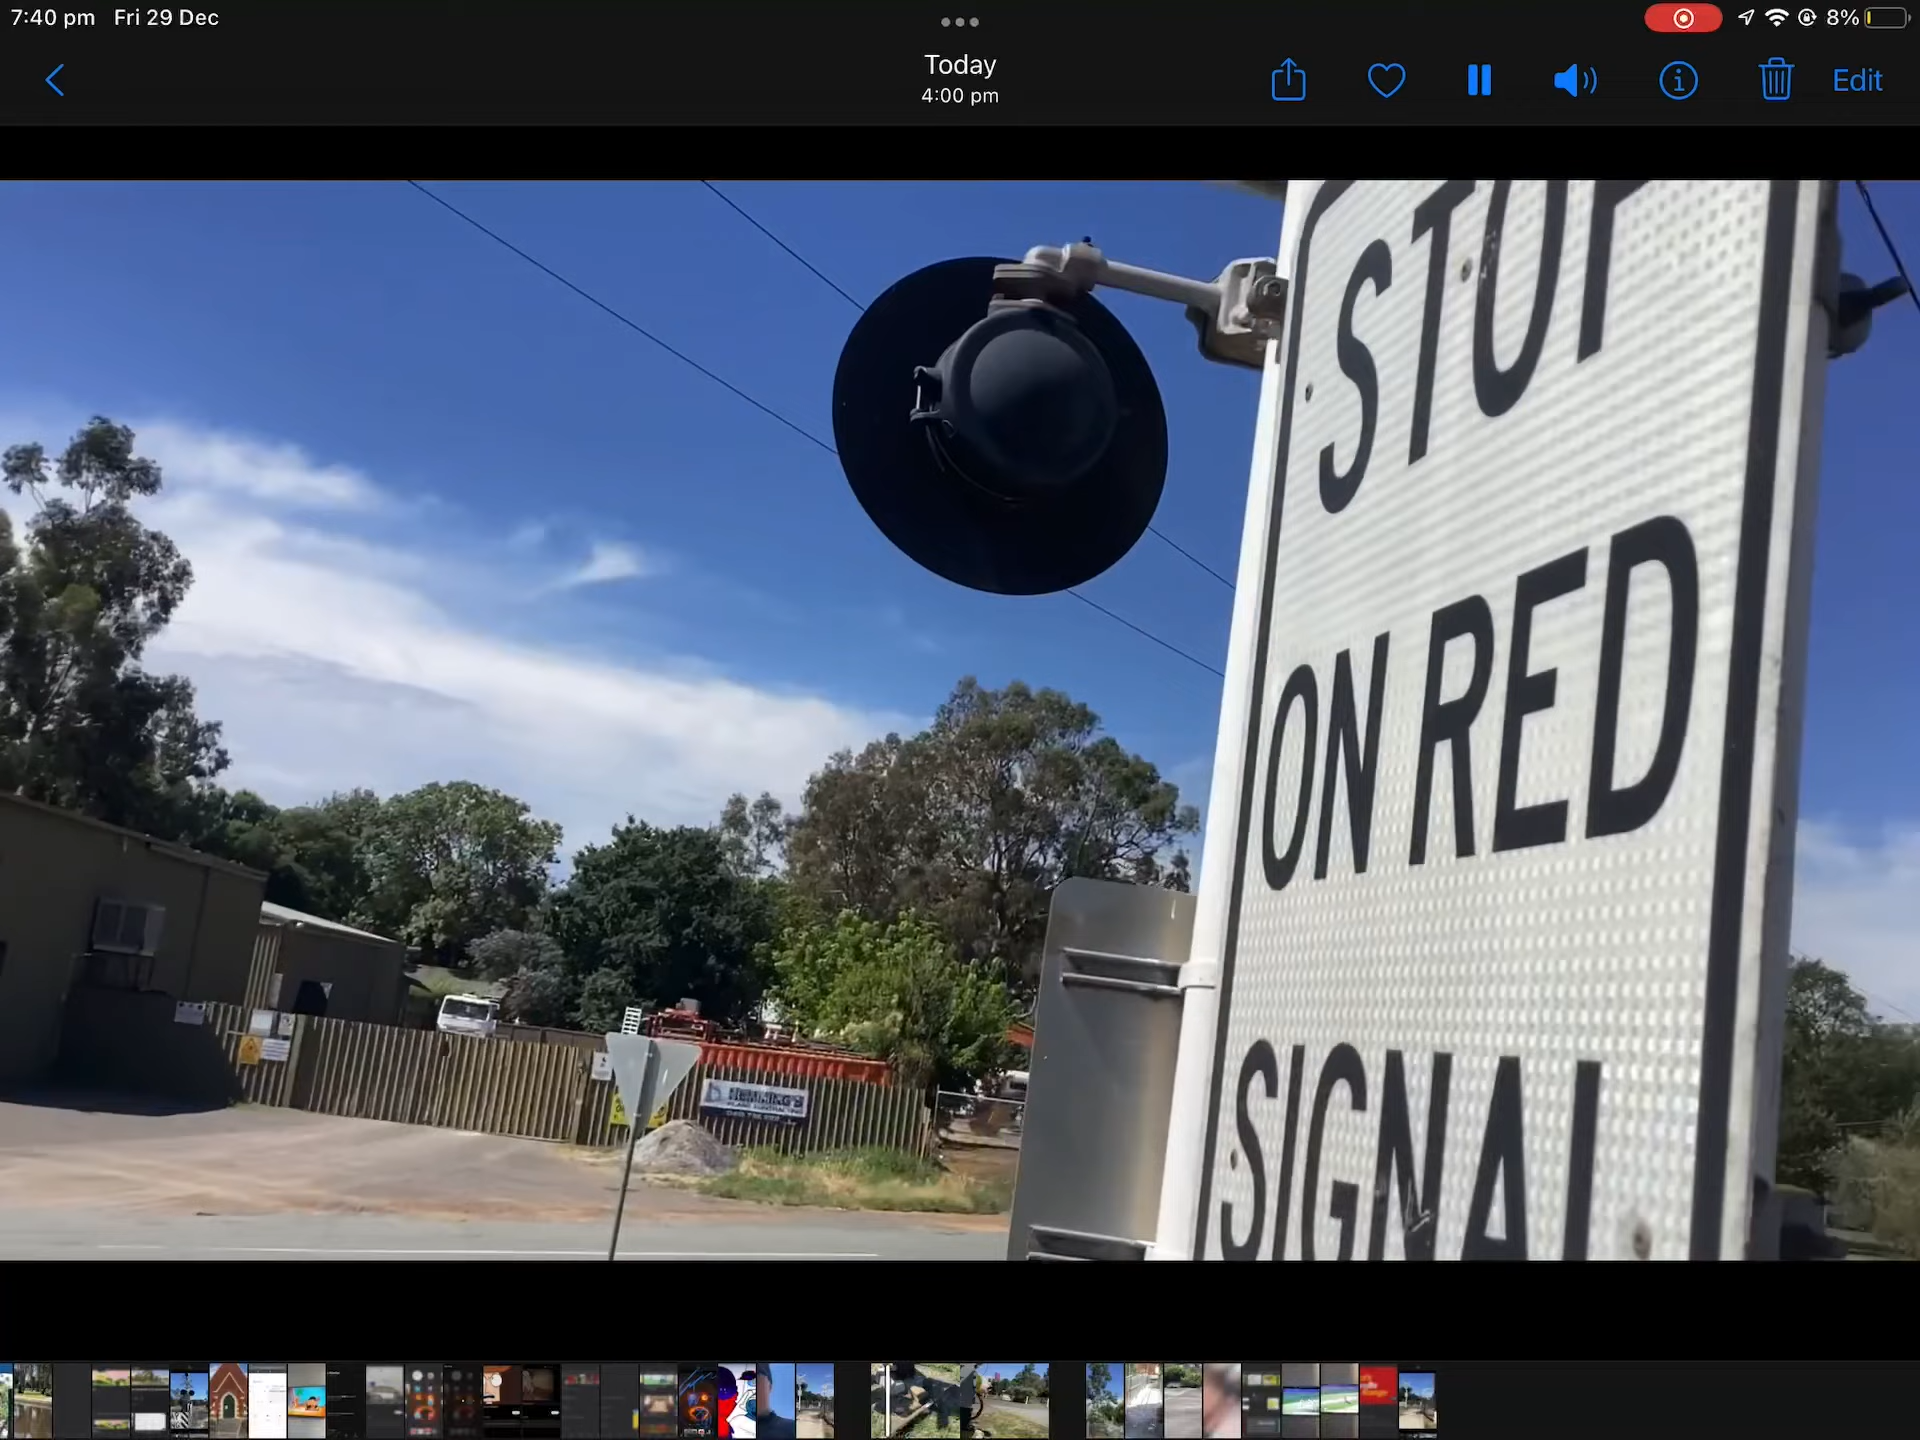 7:40 pm Fri 29 Dec
8%
Today
4:00 pm
Edit
STOP
ON RED
SIGNAL